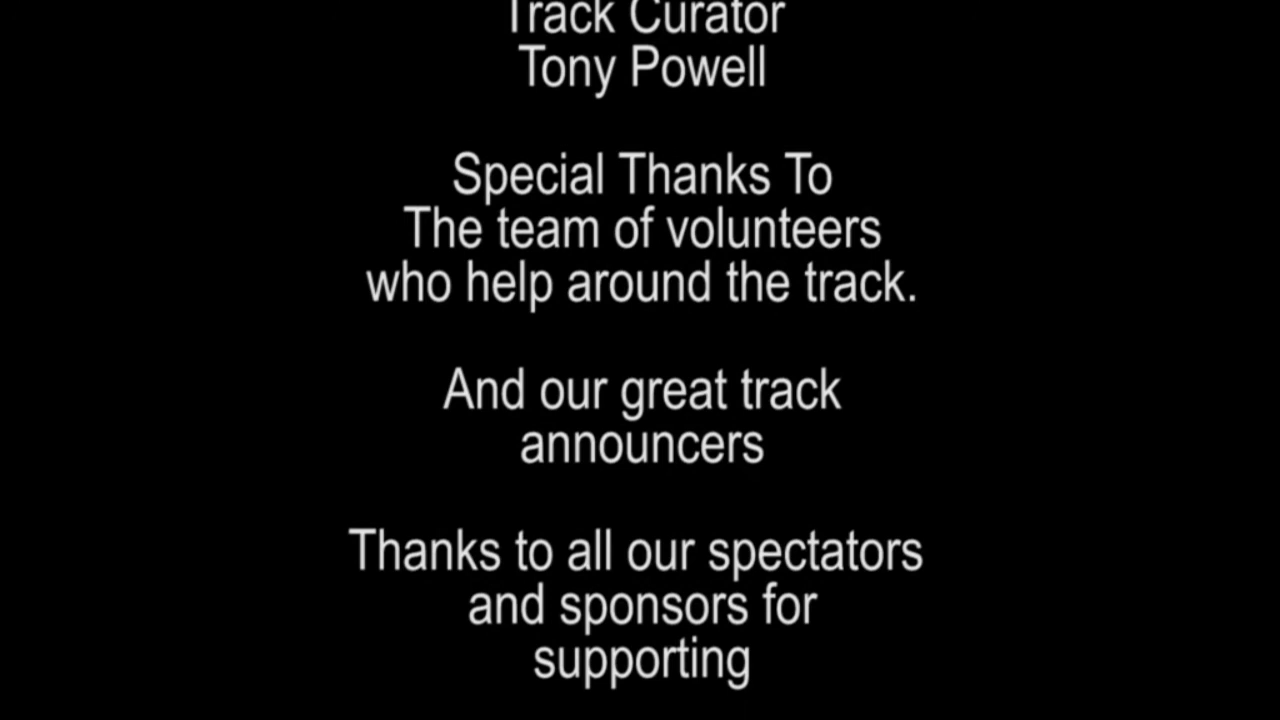 Track Curator
Tony Powell
Special Thanks To
The team of volunteers
who help around the track.
And our great track
announcers
Thanks to all our spectators
and sponsors for
supporting